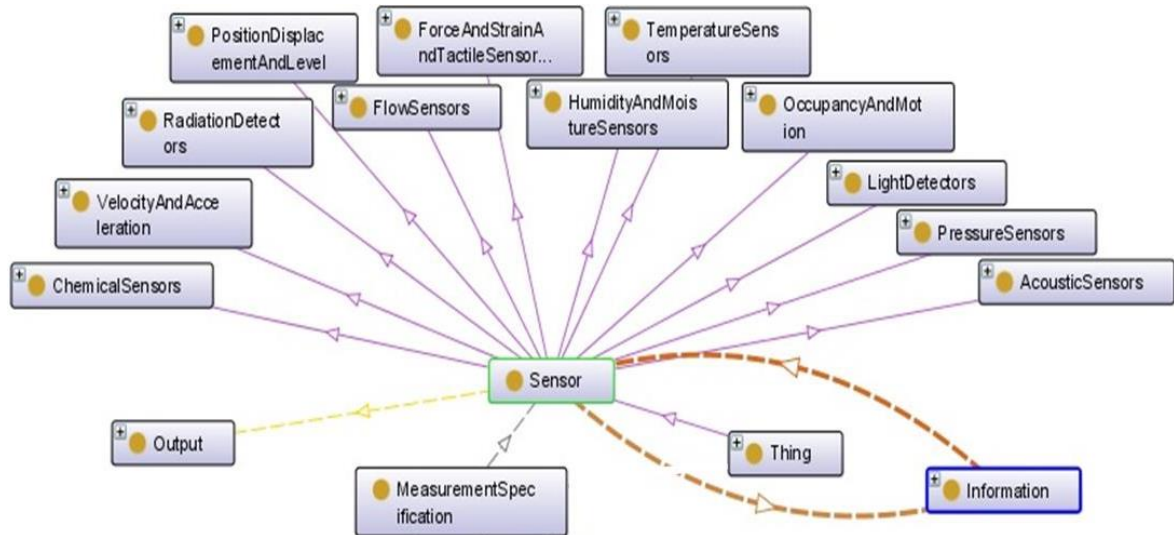 PositionDisplac
ementAndLevel
ForceAndStrainA
ndTactileSensor...
TemperatureSens
ors
FlowSensors
HumidityAndMois
tureSensors
OccupancyAndMot
ion
RadiationDetect
ors
LightDetectors
VelocityAndAcce
leration
PressureSensors
ChemicalSensors
AcousticSensors
Sensor
Output
Thing
MeasurementSpec
ification
Information